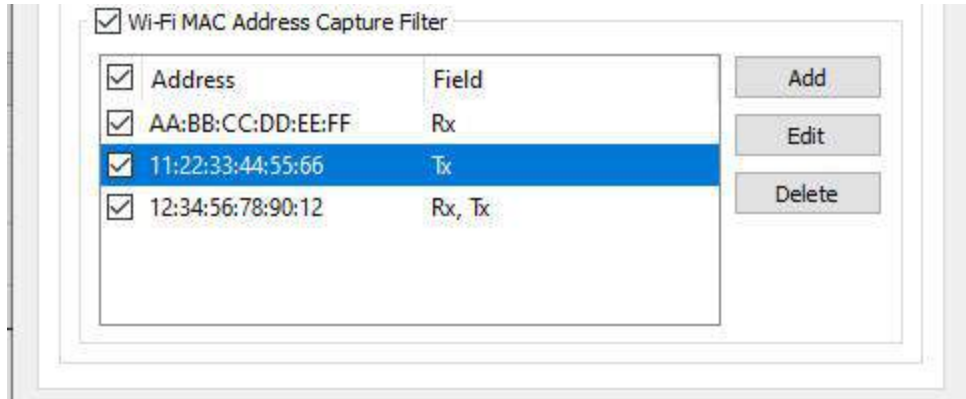 Wi-Fi MAC Address Capture Filter
Address Field Add
AA:BB:CC:DD:EE:FF Rx Edit
11:22:33:44:55:66 Tx
12:34:56:78:90:12 Rx, Tx Delete